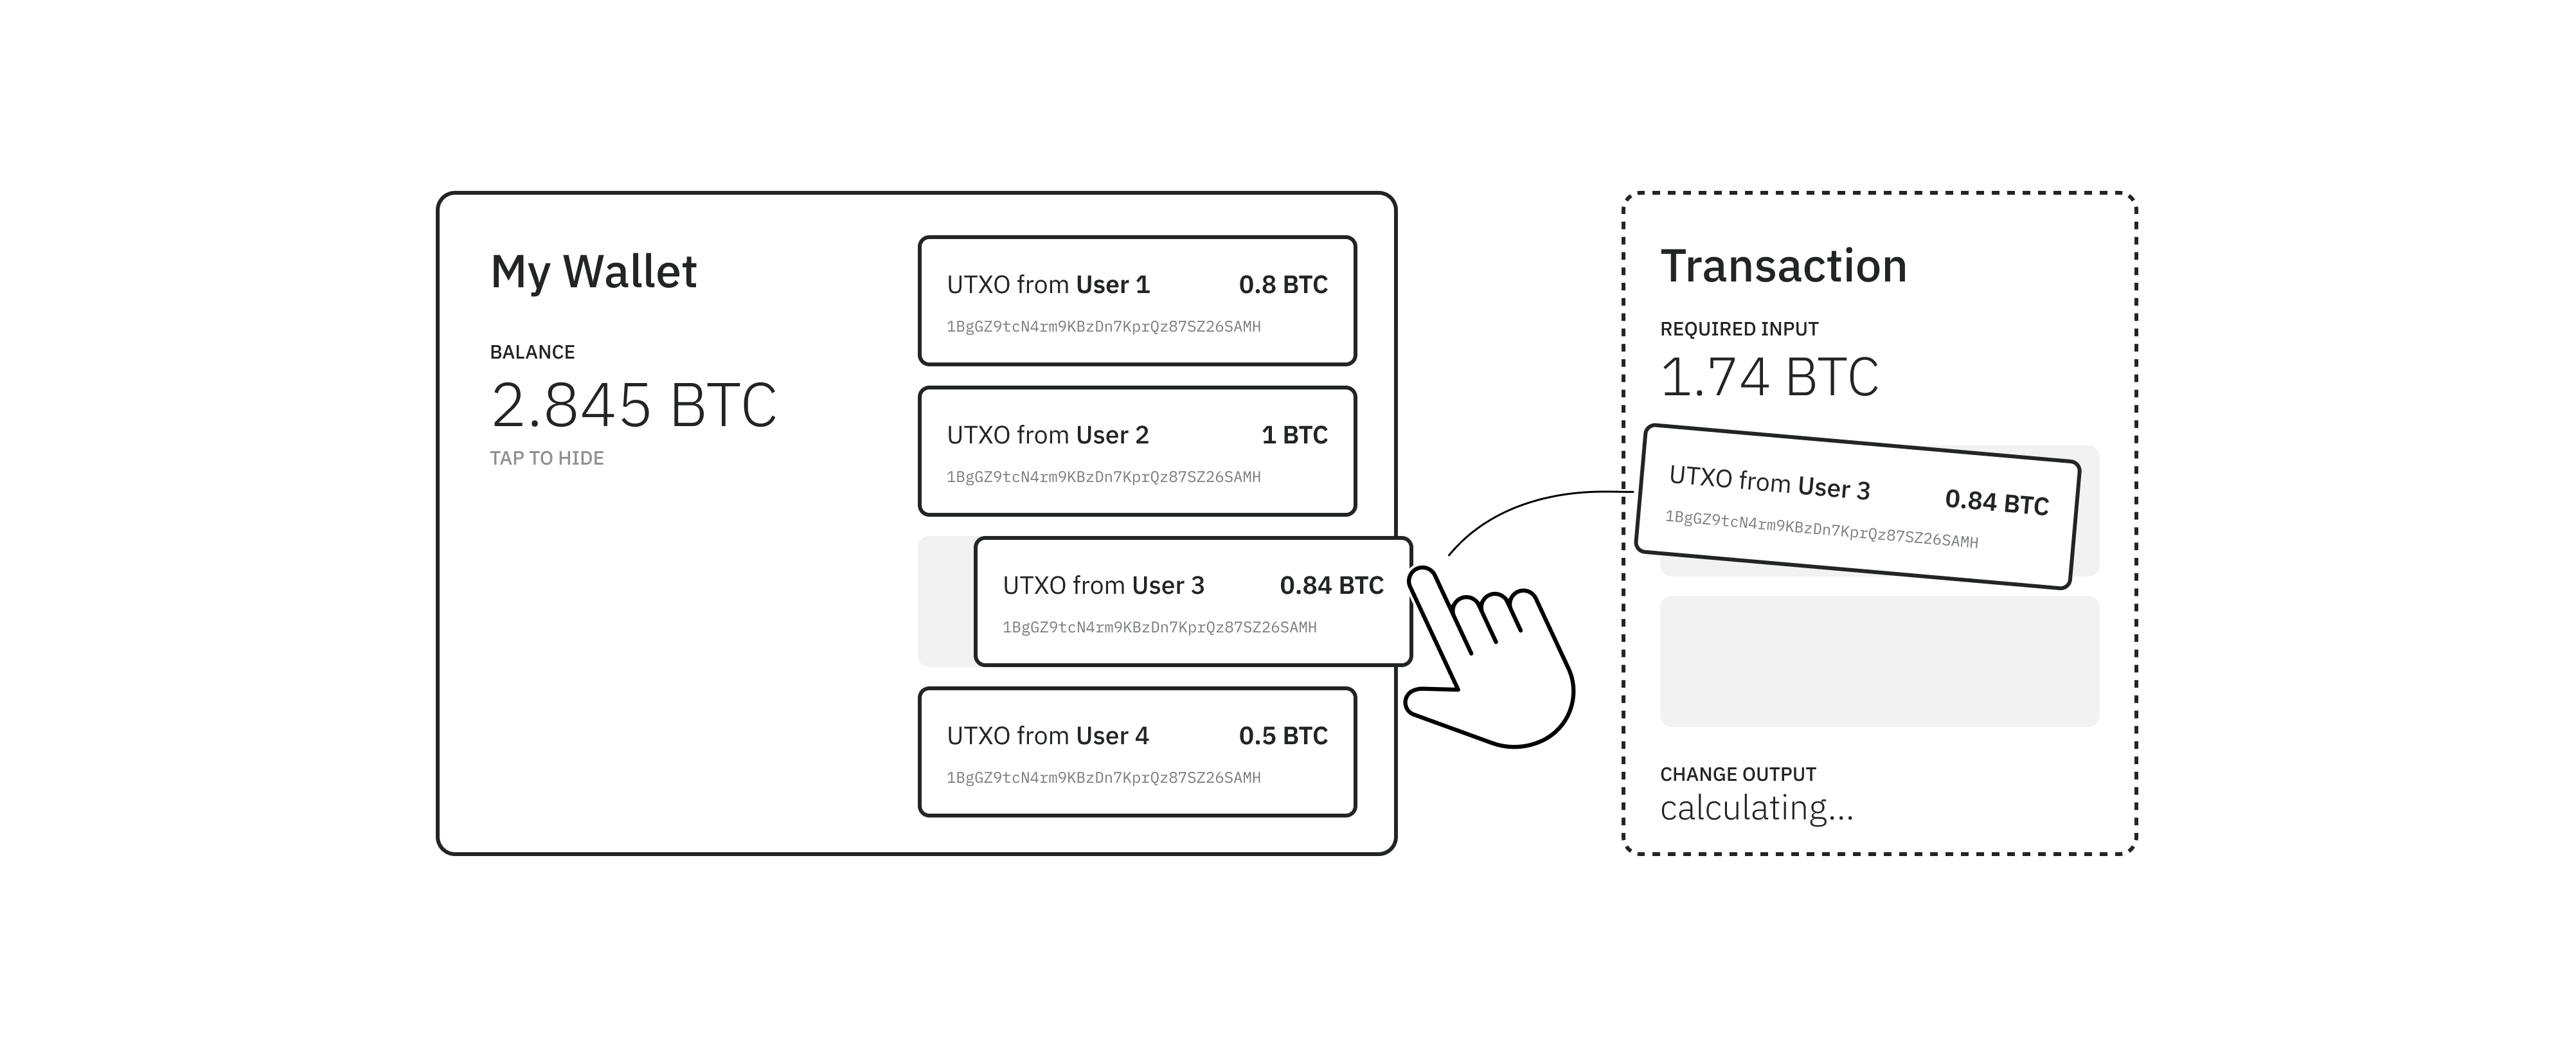 My Wallet
BALANCE
2.845 BTC
TAP TO HIDE
UTXO from User 1 0.8 BTC
1BgGZ9tcN4rm9KBzDn7KprQz87SZ26SAMH
UTXO from User 2 1 BTC
1BgGZ9tcN4rm9KBzDn7KprQz87SZ26SAMH
UTXO from User 3 0.84 BTC
1BgGZ9tcN4rm9KBzDn7KprQz87SZ26SAMH
UTXO from User 4 0.5 BTC
1BgGZ9tcN4rm9KBzDn7KprQz87SZ26SAMH
Transaction
REQUIRED INPUT
1.74 BTC
UTXO from User 3 0.84 BTC
1BgGZ9tcN4rm9KBzDn7KprQz87SZ26SAMH
CHANGE OUTPUT
calculating...